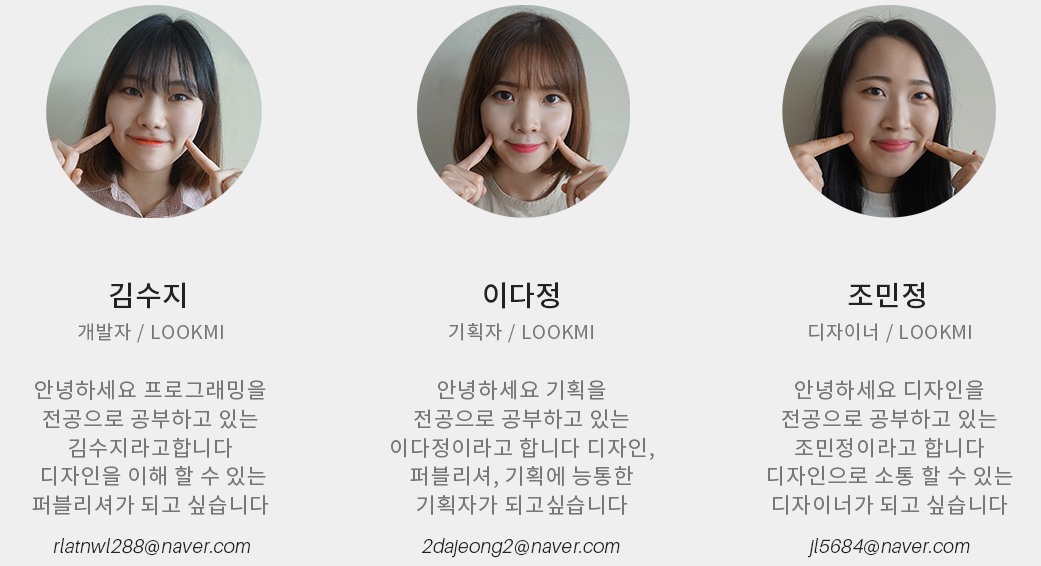 김수지
개발자 / LOOKMI
안녕하세요 프로그래밍을
전공으로 공부하고 있는
김수지라고합니다
디자인을 이해 할 수 있는
퍼블리셔가 되고 싶습니다
rlatnwl288@naver.com
이다정
기획자 / LOOKMI
안녕하세요 기획을
전공으로 공부하고 있는
이다정이라고 합니다 디자인,
퍼블리셔, 기획에 능통한
기획자가 되고싶습니다
2dajeong2@naver.com
조민정
디자이너 / LOOKMI
안녕하세요 디자인을
전공으로 공부하고 있는
조민정이라고 합니다
디자인으로 소통 할 수 있는
디자이너가 되고 싶습니다
jl5684@naver.com